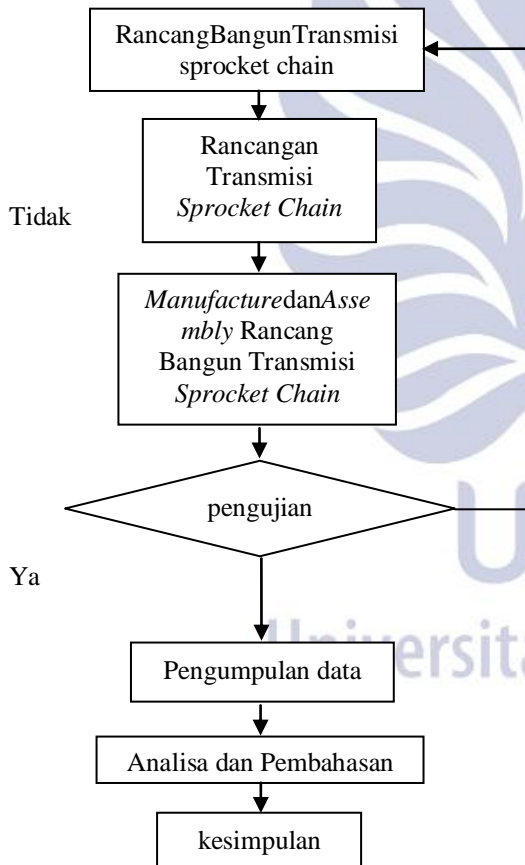 RancangBangunTransmisi
sprocket chain
Rancangan
Transmisi
Sprocket Chain
Tidak
ManufacturedanAsse
mbly Rancang
Bangun Transmisi
Sprocket Chain
pengujian
Ya
Pengumpulan data
Analisa dan Pembahasan
kesimpulan